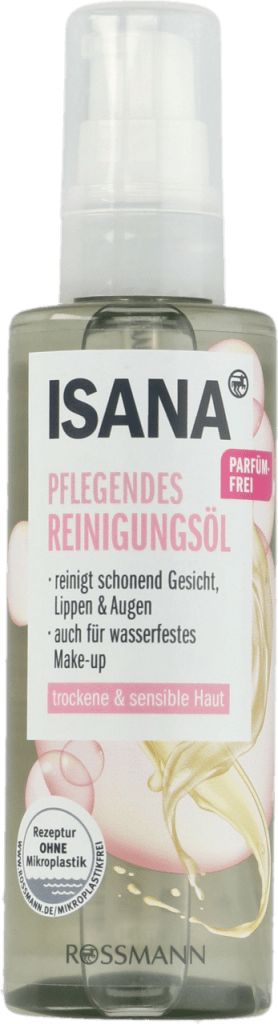 ISANA
PARFÜM-
FREI
PFLEGENDES
REINIGUNGSÖL
· reinigt schonend Gesicht,
Lippen & Augen
· auch für wasserfestes
Make-up
trockene & sensible Haut
Rezeptur
OHNE
Mikroplastik
WWW.ROSSMANN.DE/MIKROPLASTIKFREI
ROSSMANN